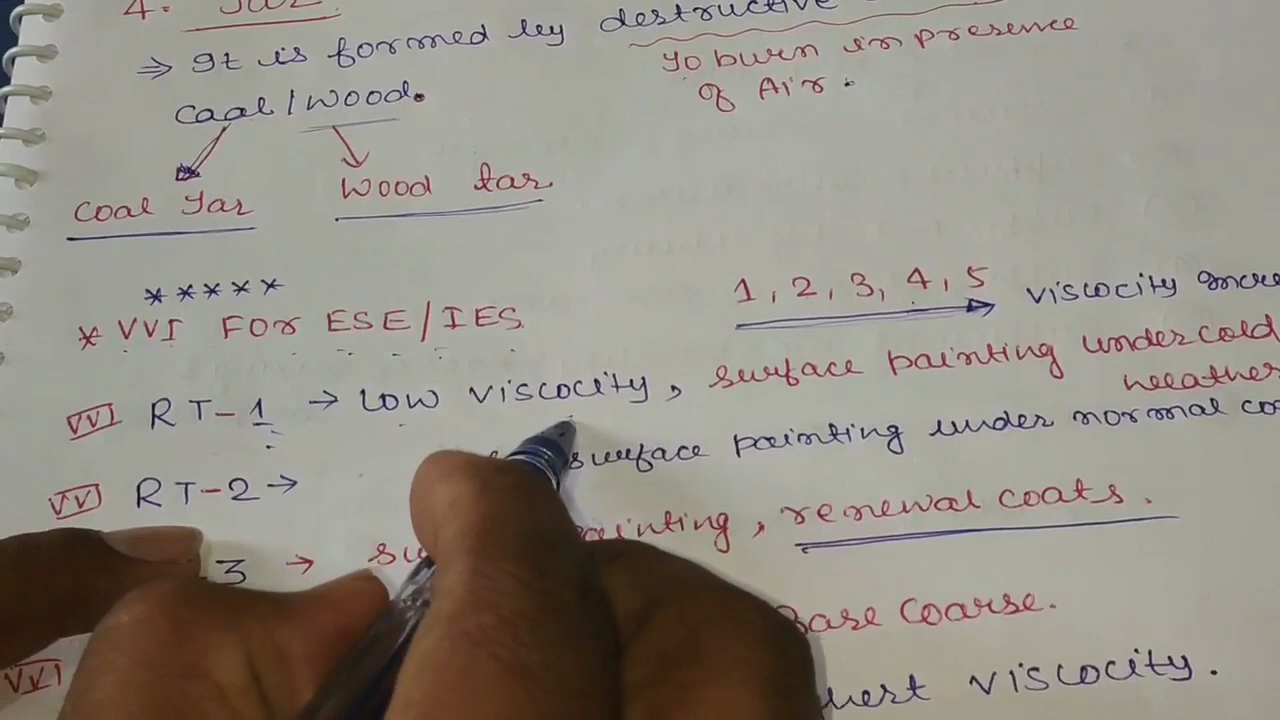 4. Tar
⇒ It is formed by destructive
To burn in presence
of Air.
Coal / Wood.
Coal Tar
Wood tar
*****
* VVI FOR ESE/IES
1, 2, 3, 4, 5 → viscocity
VVI RT-1 → Low viscocity, surface painting under cold
weather
VVI RT-2 → surface painting under normal
3 → painting, renewal coats.
Base Coarse.
VVI viscocity.